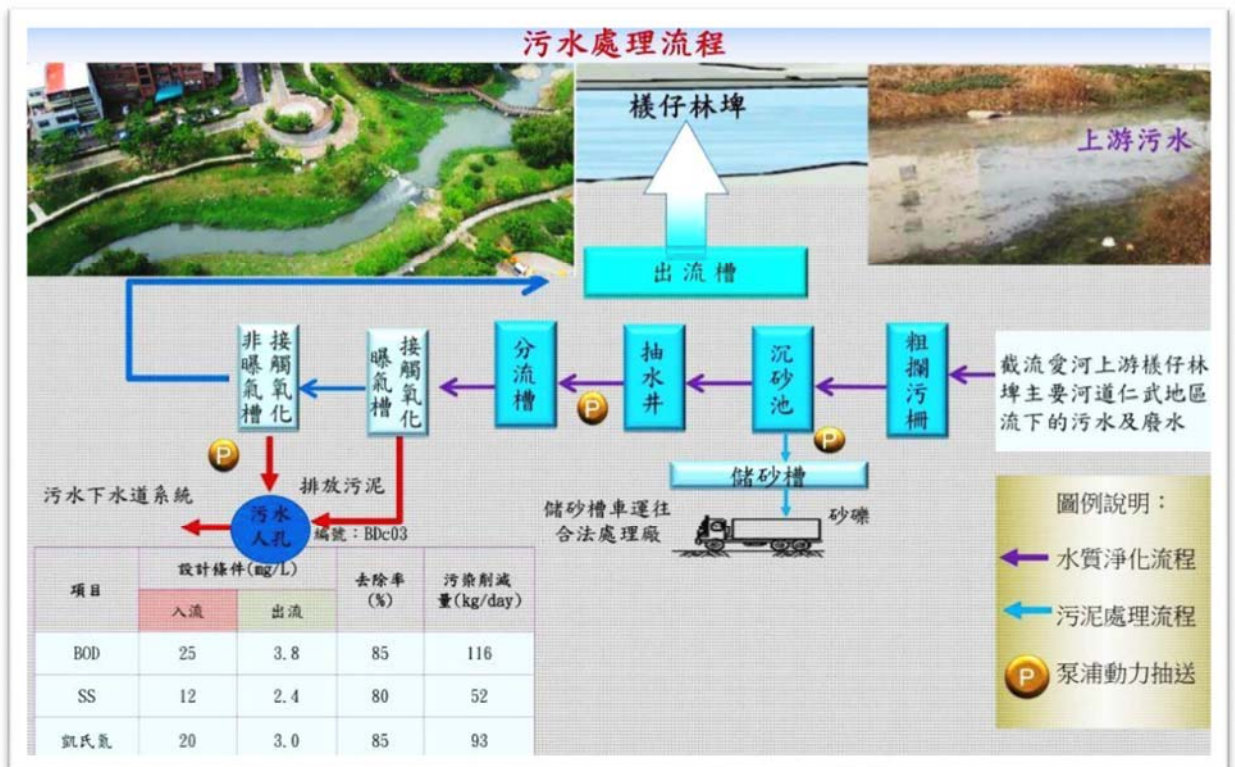 污水處理流程
樣仔林埤
上游污水
出流槽
非曝氣槽
接觸氧化
曝氣槽
接觸氧化
分流槽
抽水井
沉砂池
粗攔污柵
截流愛河上游樣仔林
埤主要河道仁武地區
流下的污水及廢水
P
P
P
儲砂槽
污水下水道系統
排放污泥
污水
人孔
編號：BDc03
儲砂槽車運往
合法處理廠
砂礫
圖例說明：
水質淨化流程
污泥處理流程
P
泵浦動力抽送
項目 設計條件(mg/L) 去除率 污染削減
(%) 量(kg/day)
入流 出流
BOD 25 3.8 85 116
SS 12 2.4 80 52
凱氏氮 20 3.0 85 93